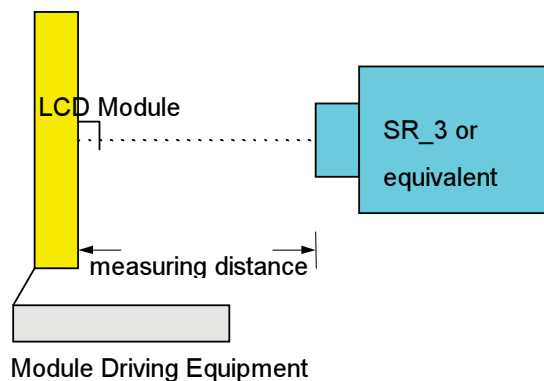 LCD Module
SR_3 or
equivalent
measuring distance
Module Driving Equipment